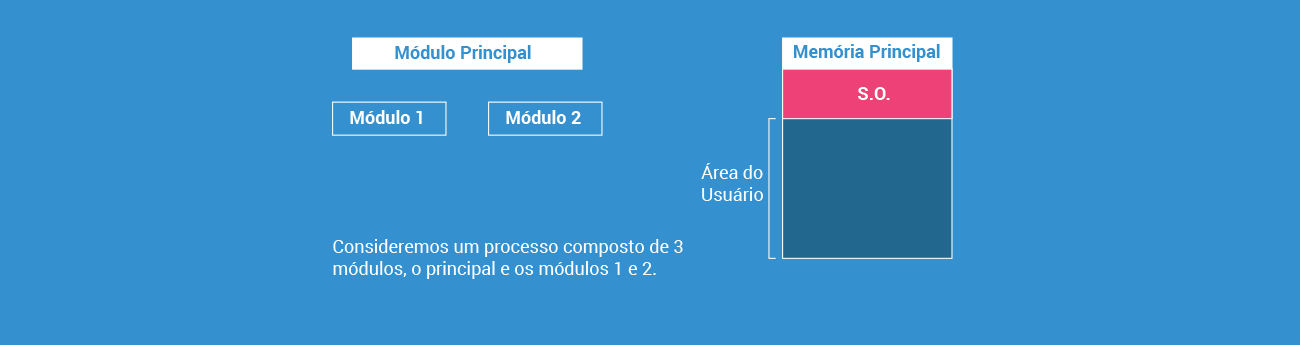 Módulo Principal
Módulo 1
Módulo 2
Consideremos um processo composto de 3
módulos, o principal e os módulos 1 e 2.
Memória Principal
S.O.
Área do
Usuário